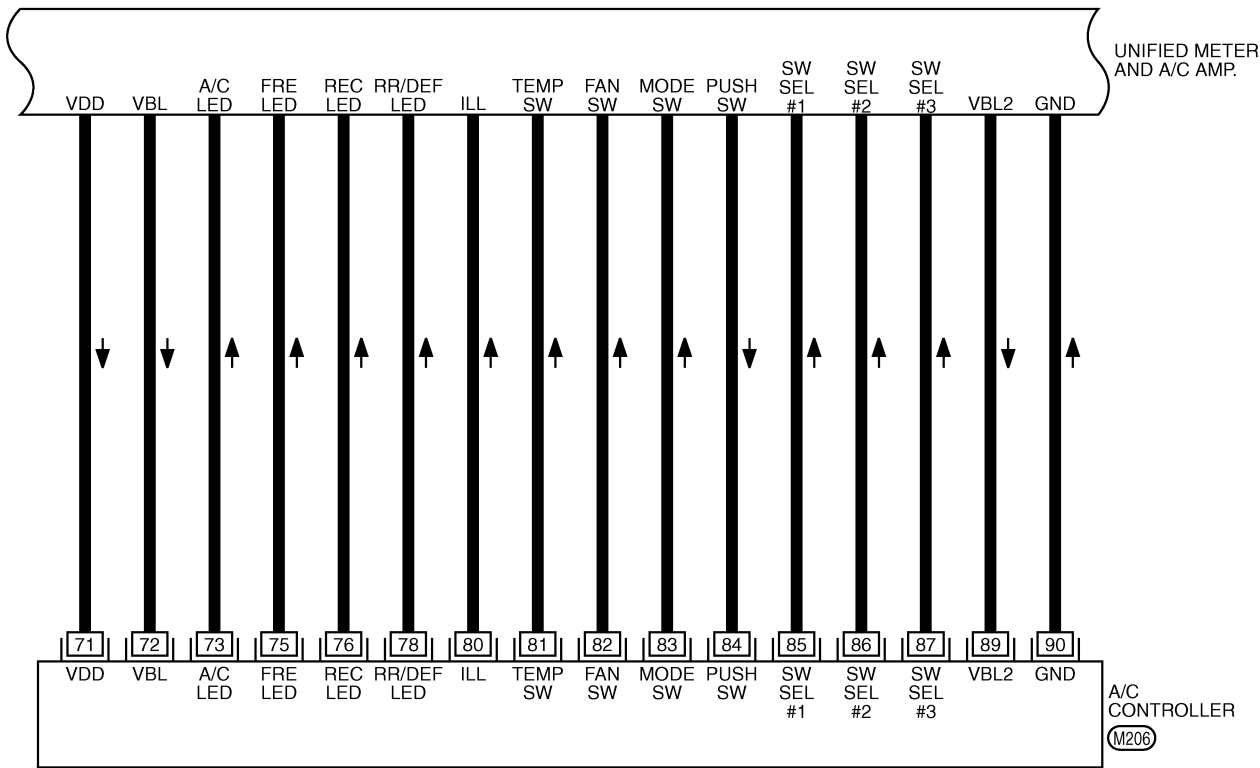 UNIFIED METER
AND A/C AMP.
VDD
VBL
A/C
LED
FRE
LED
REC
LED
RR/DEF
LED
ILL
TEMP
SW
FAN
SW
MODE
SW
PUSH
SW
SW
SEL
#1
SW
SEL
#2
SW
SEL
#3
VBL2
GND
71
72
73
75
76
78
80
81
82
83
84
85
86
87
89
90
VDD
VBL
A/C
LED
FRE
LED
REC
LED
RR/DEF
LED
ILL
TEMP
SW
FAN
SW
MODE
SW
PUSH
SW
SW
SEL
#1
SW
SEL
#2
SW
SEL
#3
VBL2
GND
A/C
CONTROLLER
M206